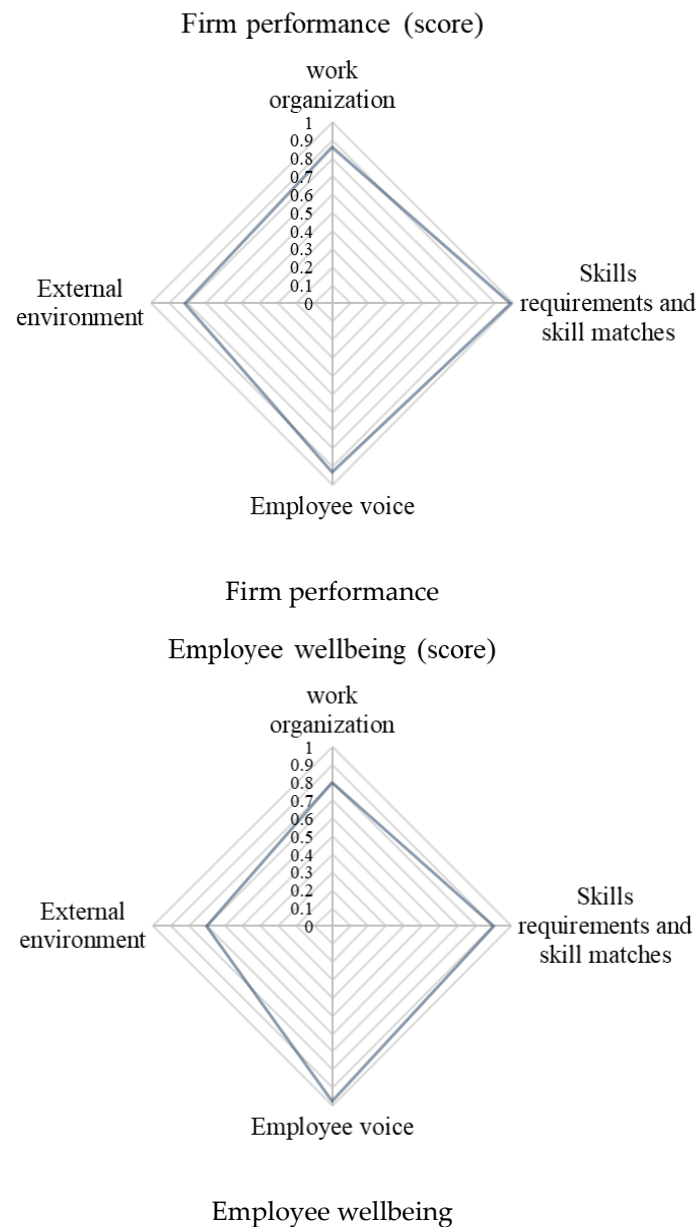 Firm performance (score)
work
organization
1
0.9
0.8
0.7
0.6
0.5
0.4
0.3
0.2
0.1
0
External
environment
Skills
requirements and
skill matches
Employee voice
Firm performance
Employee wellbeing (score)
work
organization
1
0.9
0.8
0.7
0.6
0.5
0.4
0.3
0.2
0.1
0
External
environment
Skills
requirements and
skill matches
Employee voice
Employee wellbeing